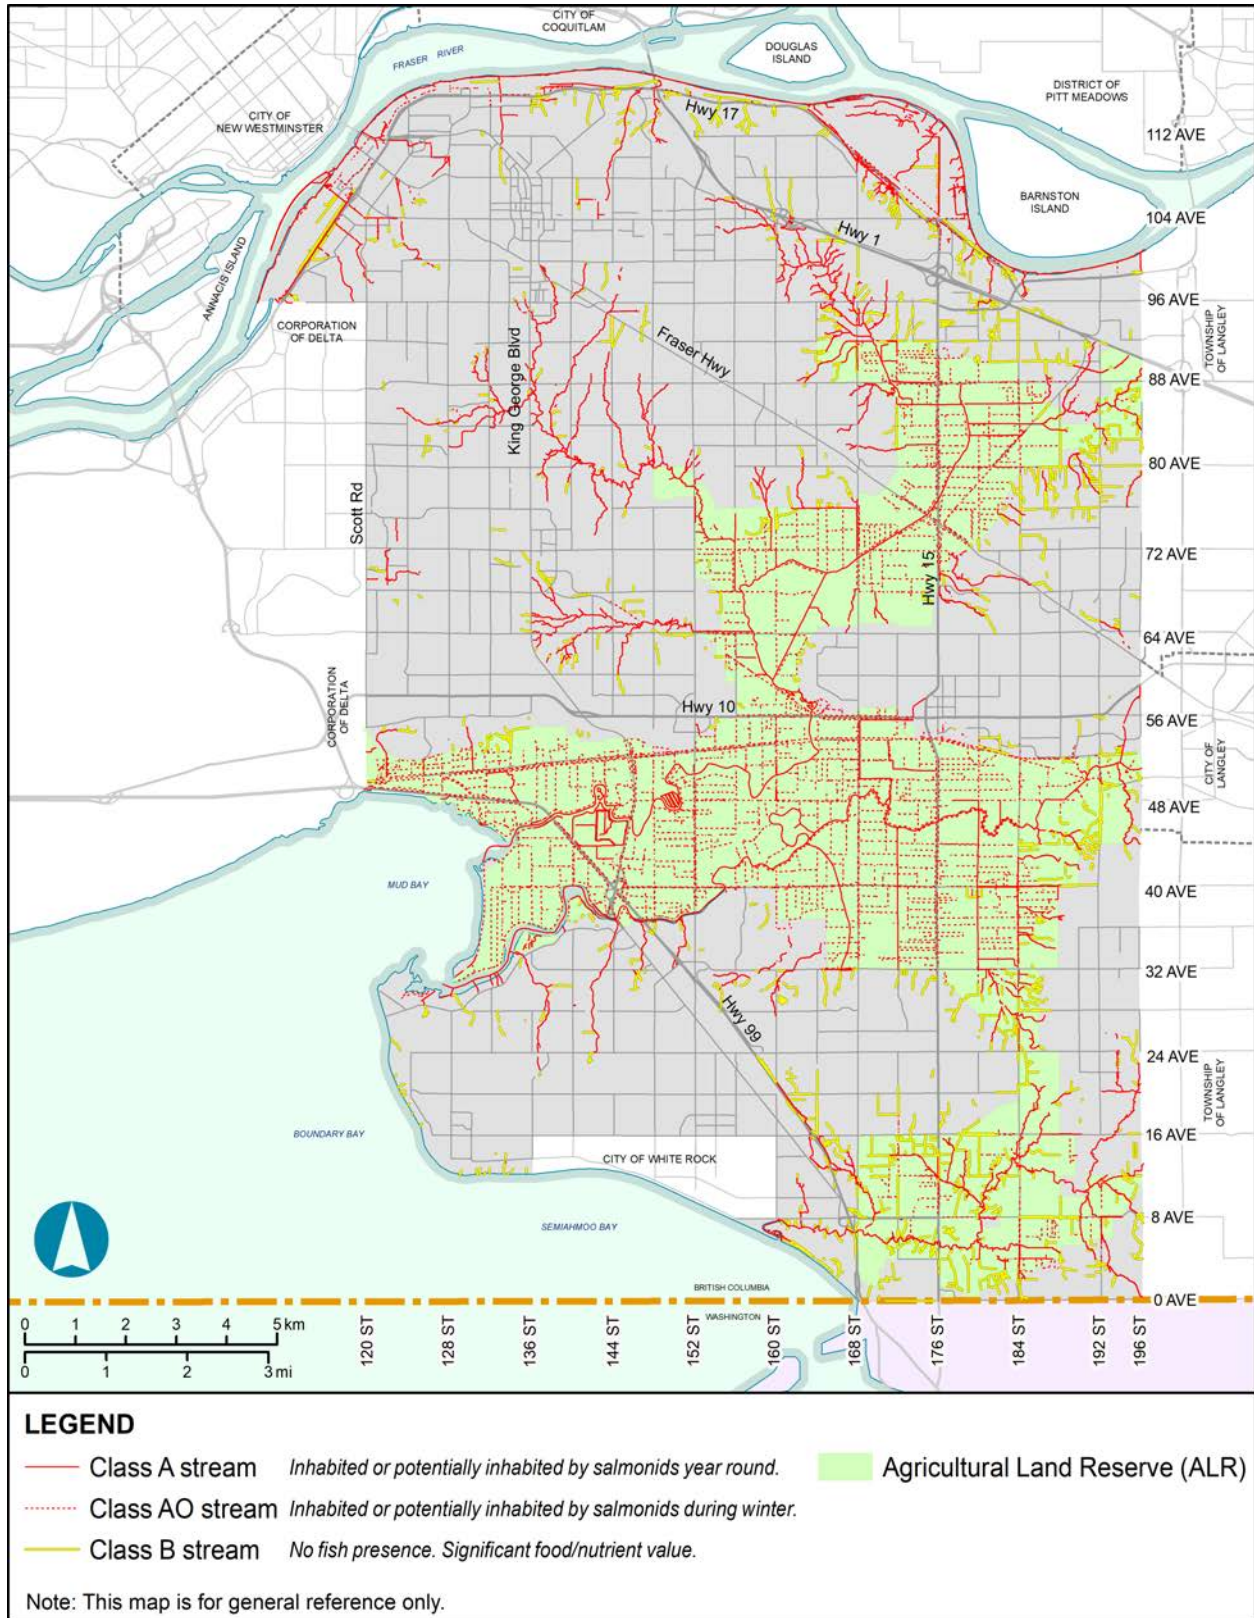 CITY OF
COQUITLAM
FRASER RIVER
DOUGLAS
ISLAND
DISTRICT OF
PITT MEADOWS
CITY OF
NEW WESTMINSTER
Hwy 17
112 AVE
BARNSTON
ISLAND
104 AVE
Hwy 1
ANNACIS ISLAND
96 AVE
CORPORATION
OF DELTA
TOWNSHIP
OF LANGLEY
King George Blvd
Fraser Hwy
88 AVE
80 AVE
Scott Rd
72 AVE
Hwy 15
64 AVE
CORPORATION
OF DELTA
Hwy 10
56 AVE
CITY OF
LANGLEY
48 AVE
MUD BAY
40 AVE
32 AVE
Hwy 99
24 AVE
TOWNSHIP
OF LANGLEY
BOUNDARY BAY
16 AVE
CITY OF WHITE ROCK
8 AVE
SEMIAHMOO BAY
BRITISH COLUMBIA
0 AVE
WASHINGTON
0 1 2 3 4 5 km
0 1 2 3 mi
120 ST
128 ST
136 ST
144 ST
152 ST
160 ST
168 ST
176 ST
184 ST
192 ST
196 ST
LEGEND
Class A stream Inhabited or potentially inhabited by salmonids year round.
Agricultural Land Reserve (ALR)
Class AO stream Inhabited or potentially inhabited by salmonids during winter.
Class B stream No fish presence. Significant food/nutrient value.
Note: This map is for general reference only.